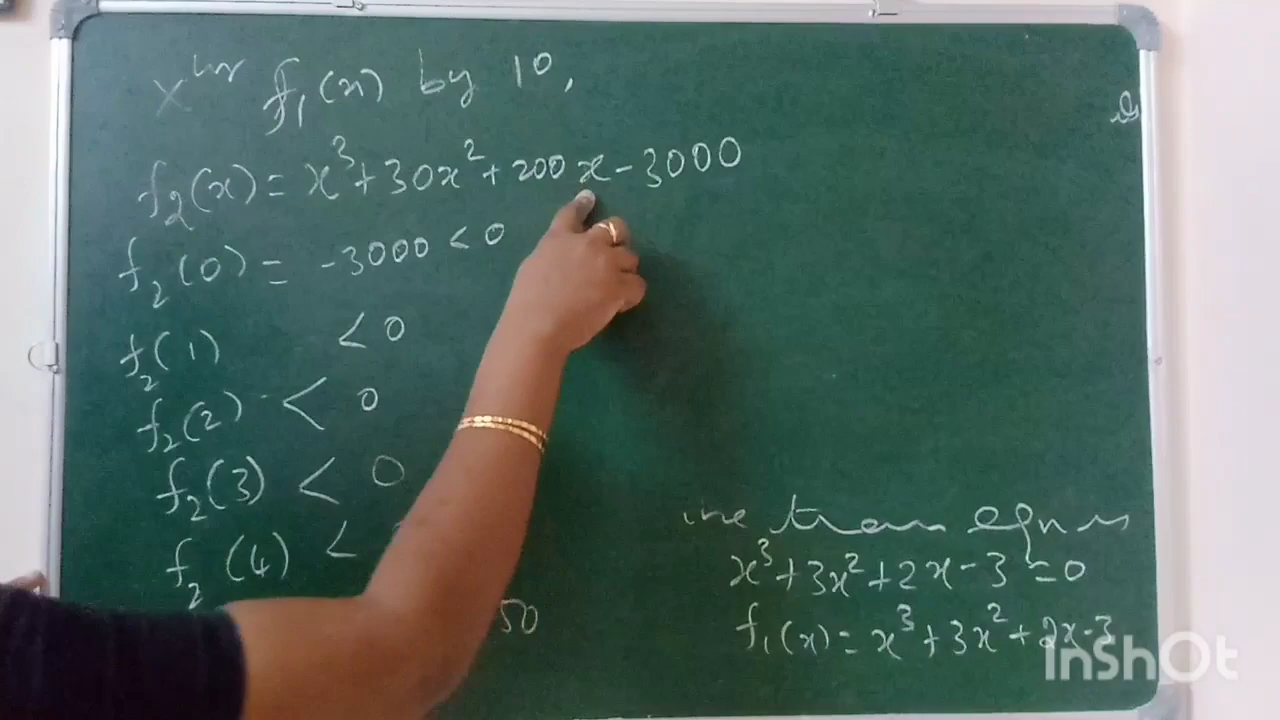 xly f₁(x) by 10,
f₂(x) = x³ + 30x² + 200x - 3000
f₂(0) = -3000 < 0
f₂(1) < 0
f₂(2) < 0
f₂(3) < 0
f₂(4) <
50
The tran eqn is
x³ + 3x² + 2x - 3 = 0
f₁(x) = x³ + 3x² + 2x - 3
InShOt